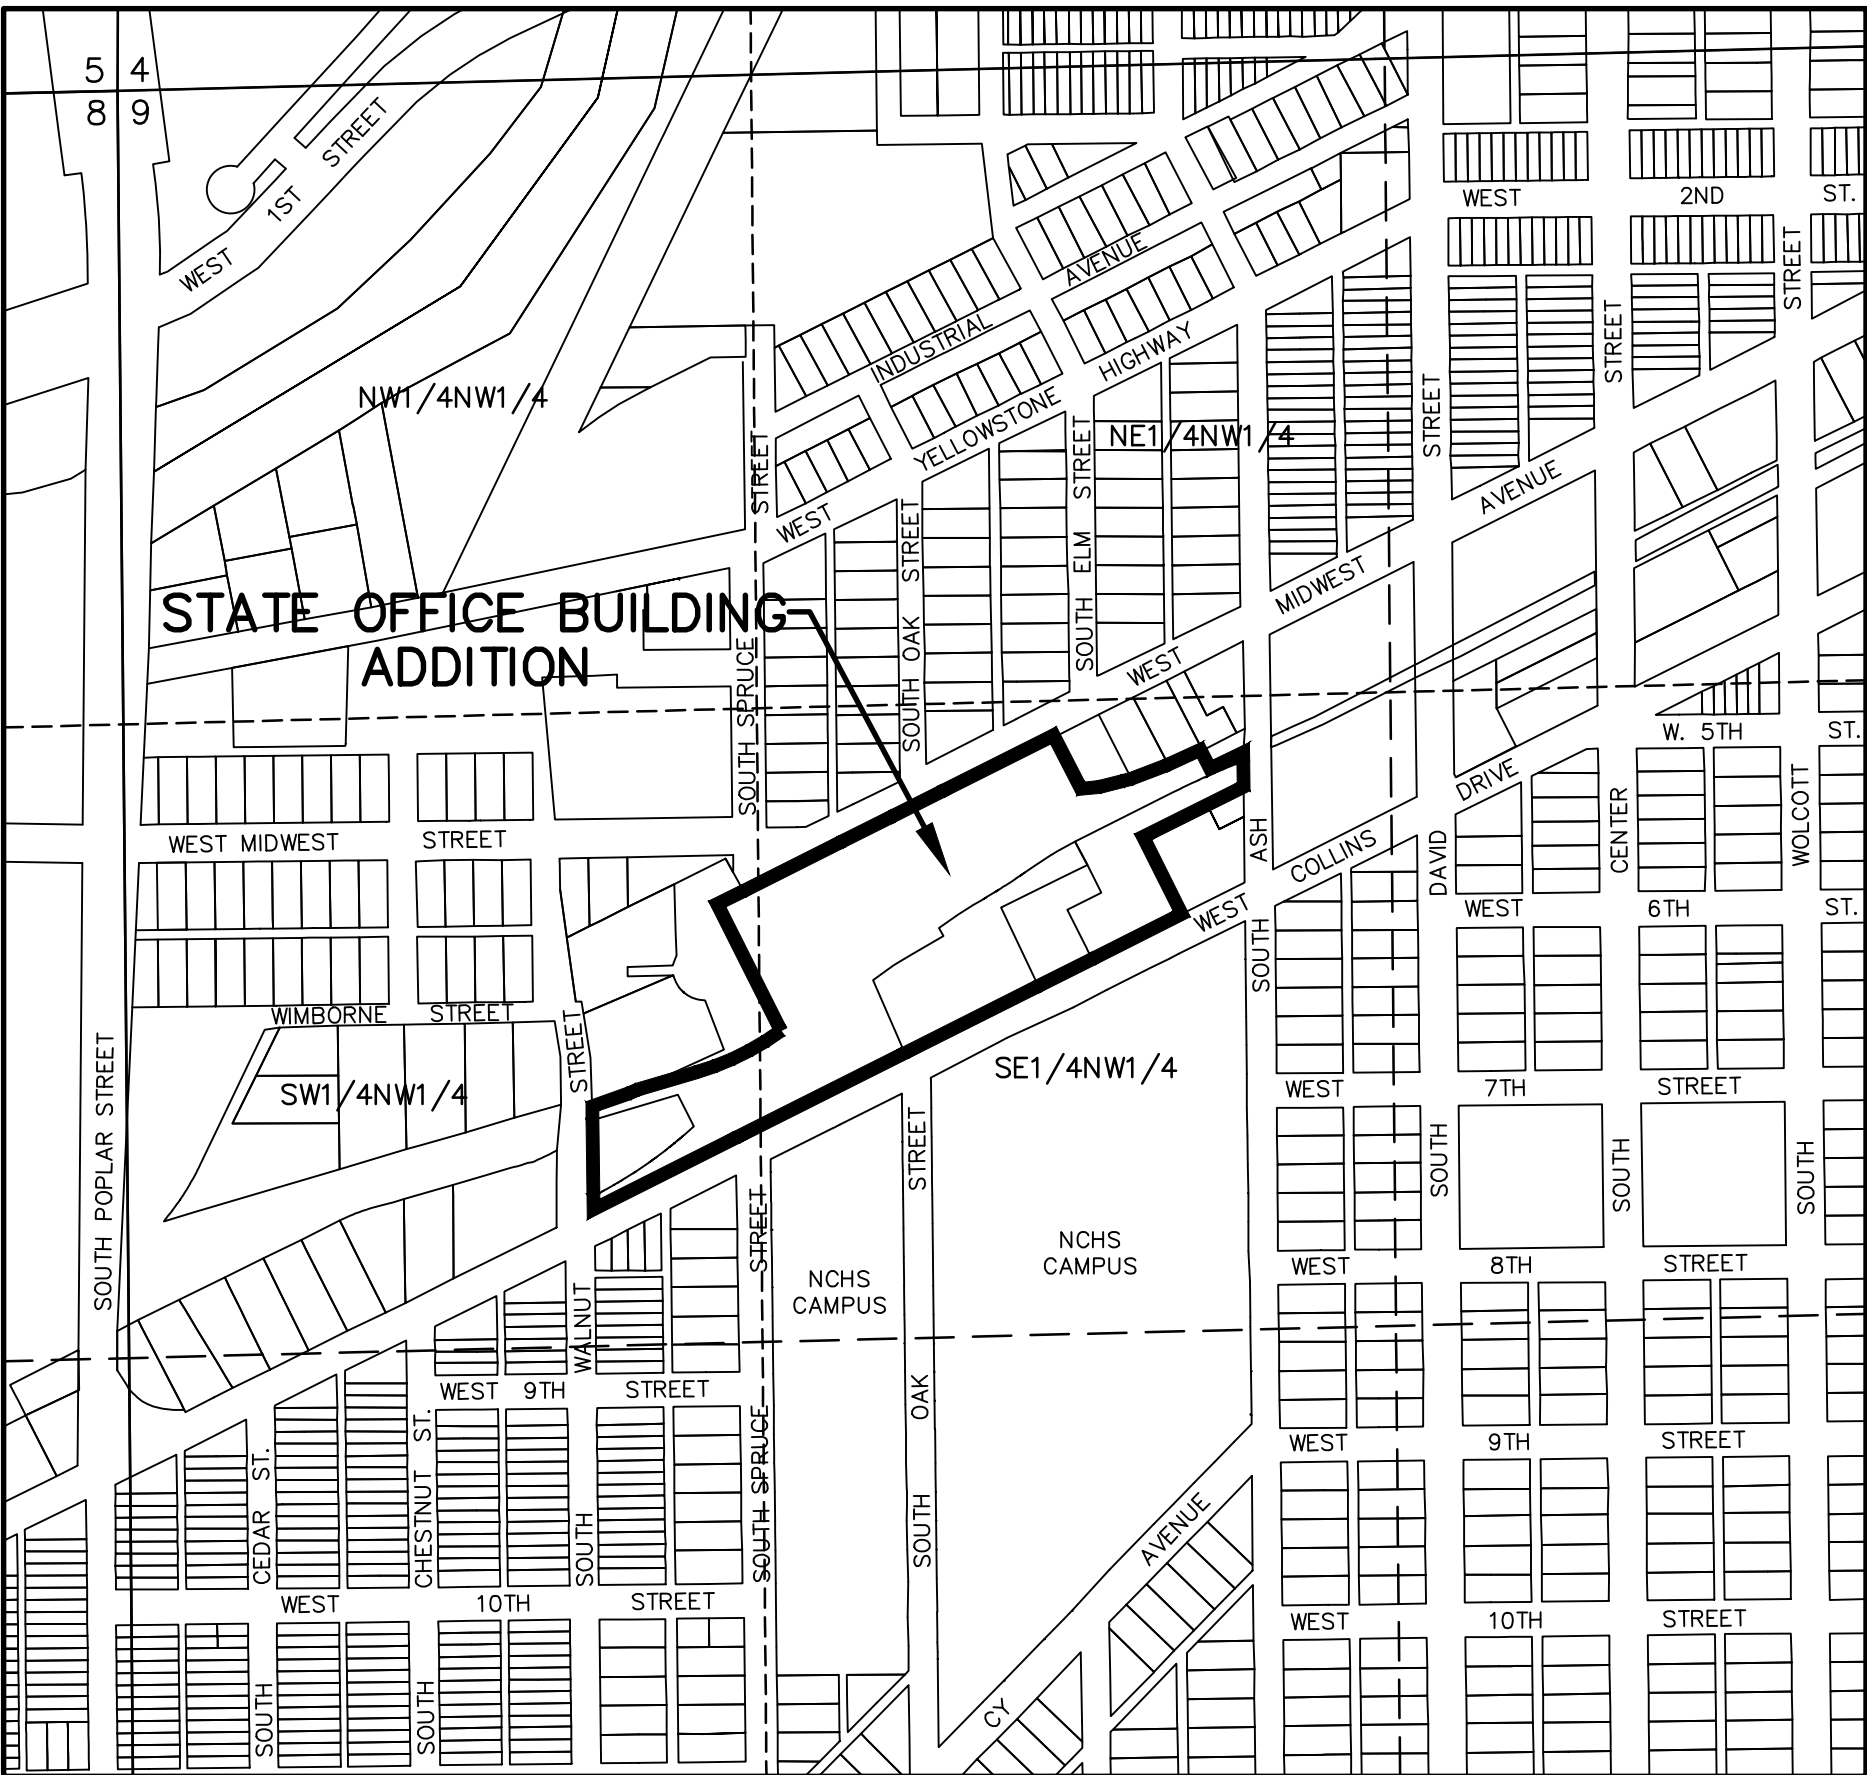 5 4
8 9
WEST 1ST STREET
WEST 2ND ST.
INDUSTRIAL AVENUE
STREET
STREET
STREET
NW1/4NW1/4
NE1/4NW1/4
WEST YELLOWSTONE HIGHWAY
STREET
SOUTH OAK STREET
SOUTH ELM STREET
WEST MIDWEST AVENUE
STATE OFFICE BUILDING
ADDITION
SOUTH SPRUCE
W. 5TH ST.
WEST MIDWEST STREET
WEST COLLINS DRIVE
SOUTH ASH
DAVID
CENTER
WOLCOTT
WEST 6TH ST.
WIMBORNE STREET
STREET
SOUTH POPLAR STREET
SW1/4NW1/4
SE1/4NW1/4
WEST 7TH STREET
STREET
SOUTH
SOUTH
SOUTH
NCHS
CAMPUS
NCHS
CAMPUS
WEST 8TH STREET
STREET
WALNUT
WEST 9TH STREET
SOUTH OAK
SOUTH SPRUCE
WEST 9TH STREET
CEDAR ST.
CHESTNUT ST.
SOUTH
CY AVENUE
WEST 10TH STREET
WEST 10TH STREET
SOUTH
SOUTH